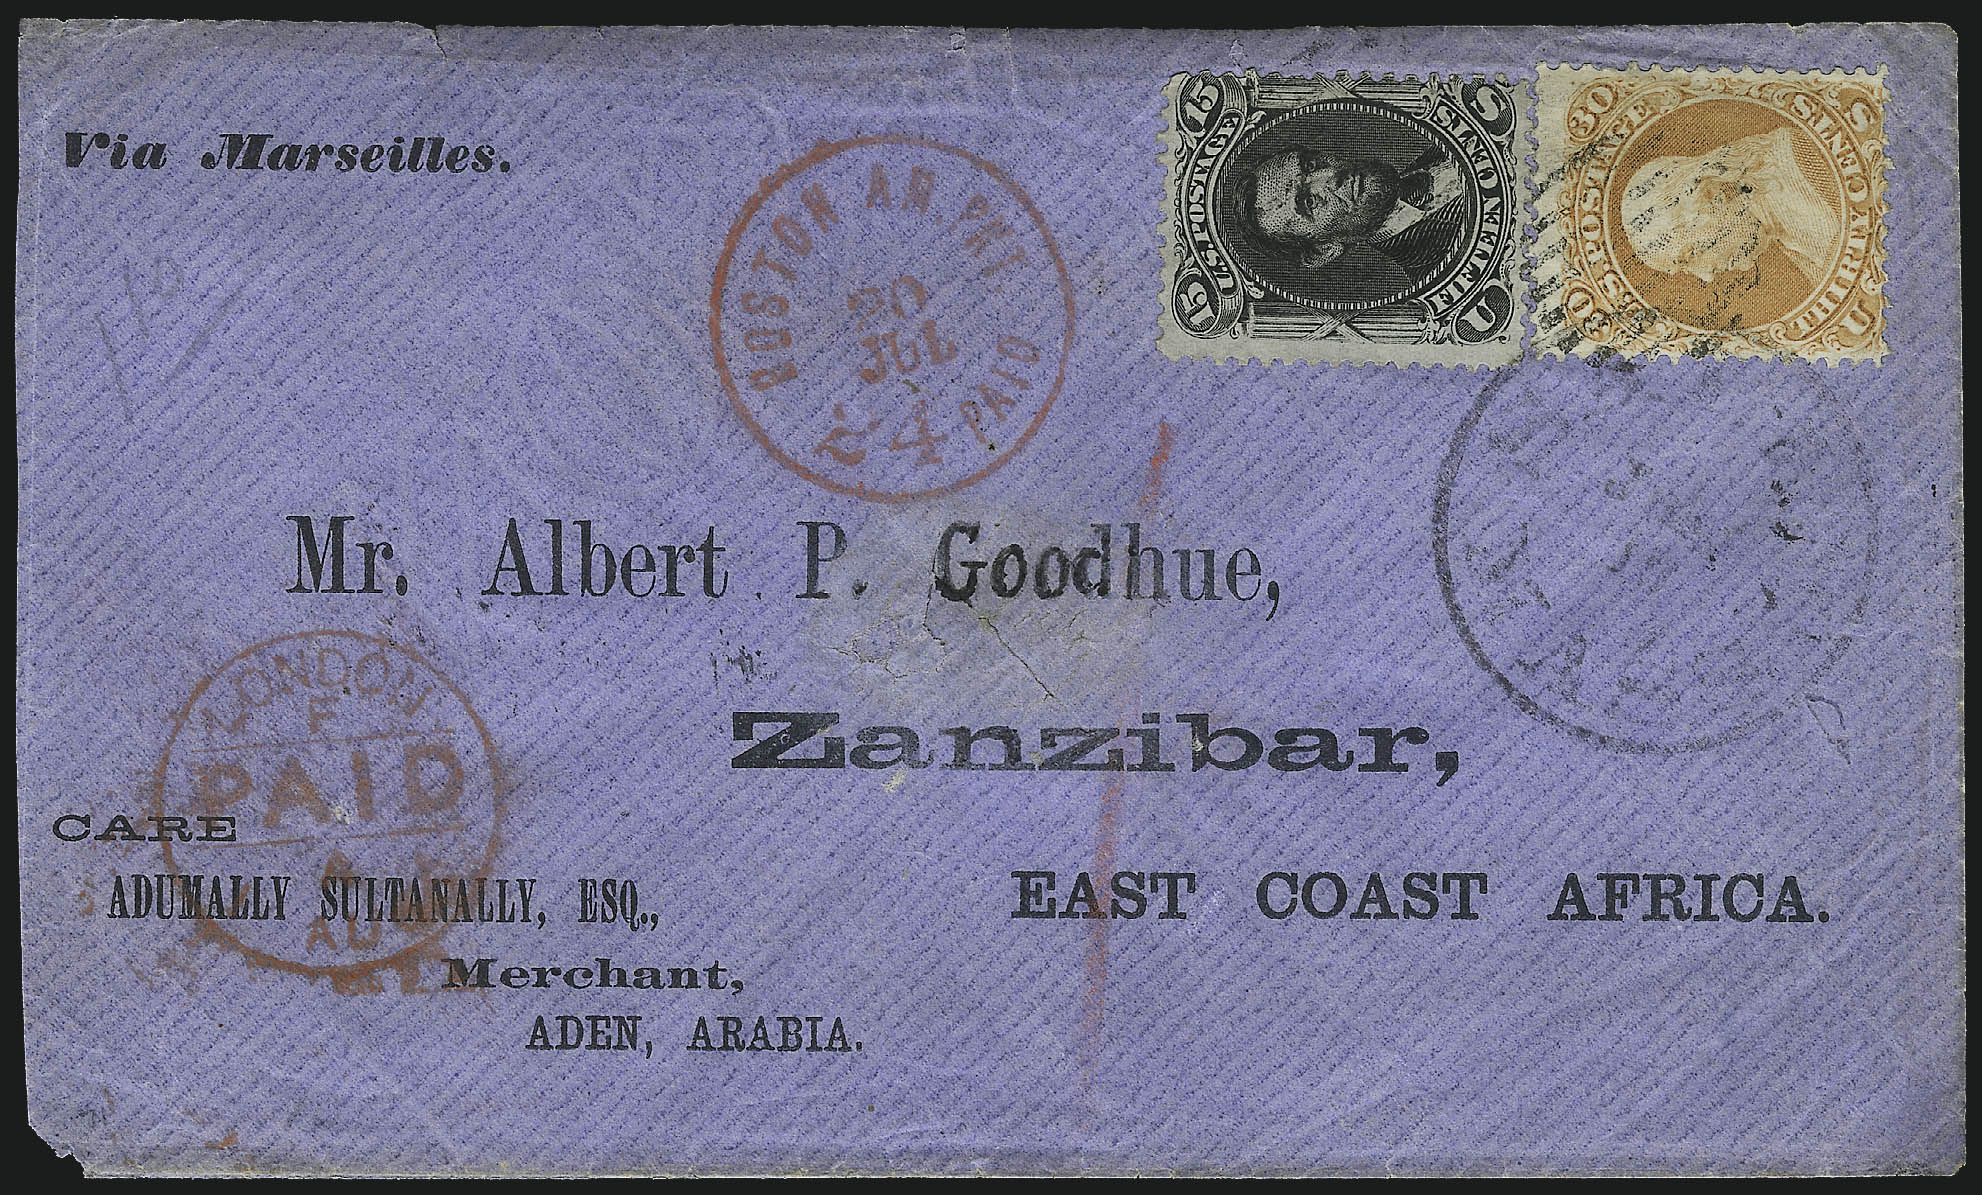 Via Marseilles.
BOSTON AM. PKT.
20
JUL
24
PAID
15 U.S. POSTAGE 15
FIFTEEN CENTS
U S
30 U.S. POSTAGE 30
THIRTY CENTS
U S
Mr. Albert P. Goodhue,
Zanzibar,
EAST COAST AFRICA.
LONDON
F
PAID
AU
CARE
ADUMALLY SULTANALLY, ESQ.,
Merchant,
ADEN, ARABIA.